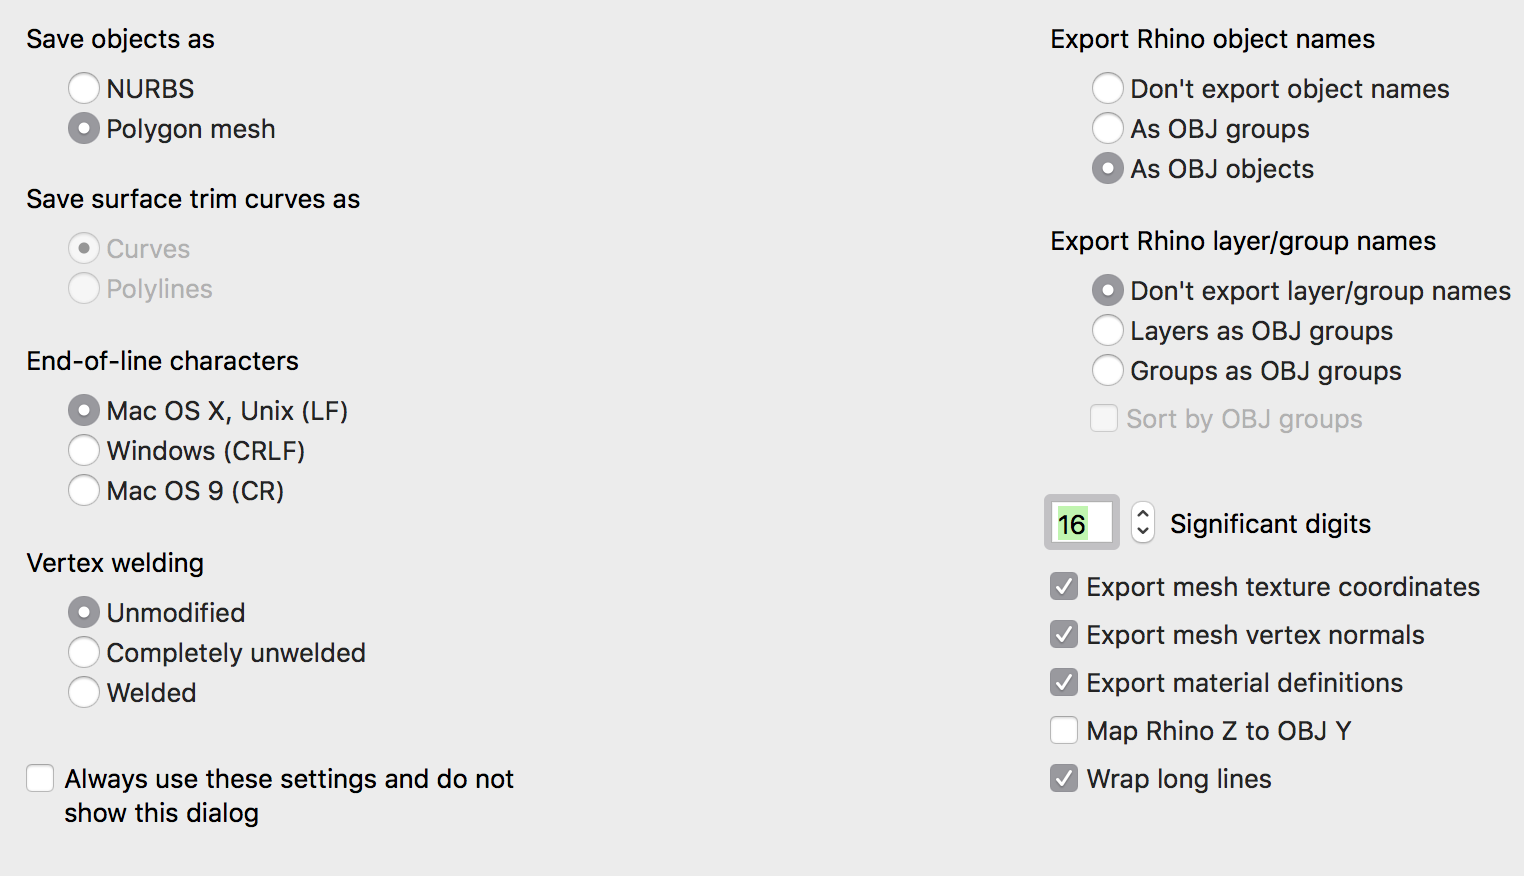 Save objects as
NURBS
Polygon mesh
Save surface trim curves as
Curves
Polylines
End-of-line characters
Mac OS X, Unix (LF)
Windows (CRLF)
Mac OS 9 (CR)
Vertex welding
Unmodified
Completely unwelded
Welded
Always use these settings and do not
show this dialog
Export Rhino object names
Don't export object names
As OBJ groups
As OBJ objects
Export Rhino layer/group names
Don't export layer/group names
Layers as OBJ groups
Groups as OBJ groups
Sort by OBJ groups
16 Significant digits
Export mesh texture coordinates
Export mesh vertex normals
Export material definitions
Map Rhino Z to OBJ Y
Wrap long lines